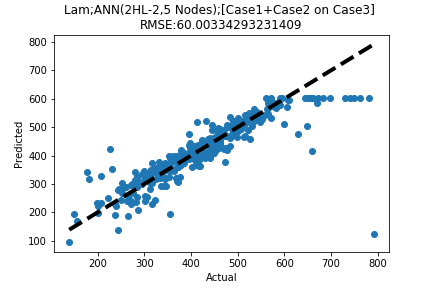 Lam;ANN(2HL-2,5 Nodes);[Case1+Case2 on Case3]
RMSE:60.00334293231409
800
700
600
500
400
300
200
100
Predicted
200 300 400 500 600 700 800
Actual